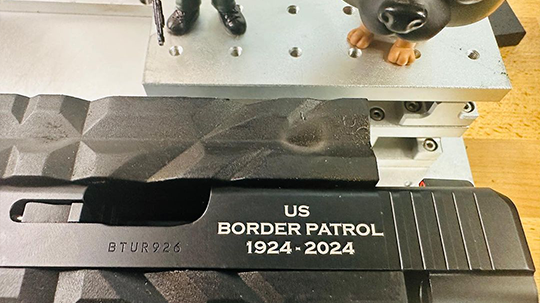 US
BORDER PATROL
1924 - 2024
BTUR926